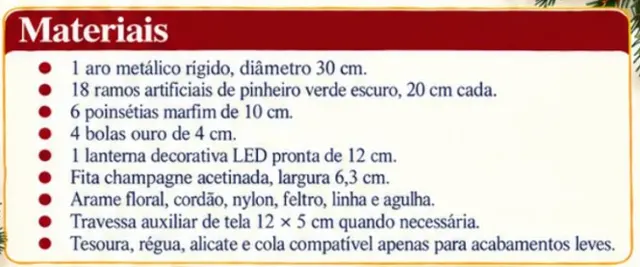 Materiais
1 aro metálico rígido, diâmetro 30 cm.
18 ramos artificiais de pinheiro verde escuro, 20 cm cada.
6 poinsétias marfim de 10 cm.
4 bolas ouro de 4 cm.
1 lanterna decorativa LED pronta de 12 cm.
Fita champagne acetinada, largura 6,3 cm.
Arame floral, cordão, nylon, feltro, linha e agulha.
Travessa auxiliar de tela 12 × 5 cm quando necessária.
Tesoura, régua, alicate e cola compatível apenas para acabamentos leves.